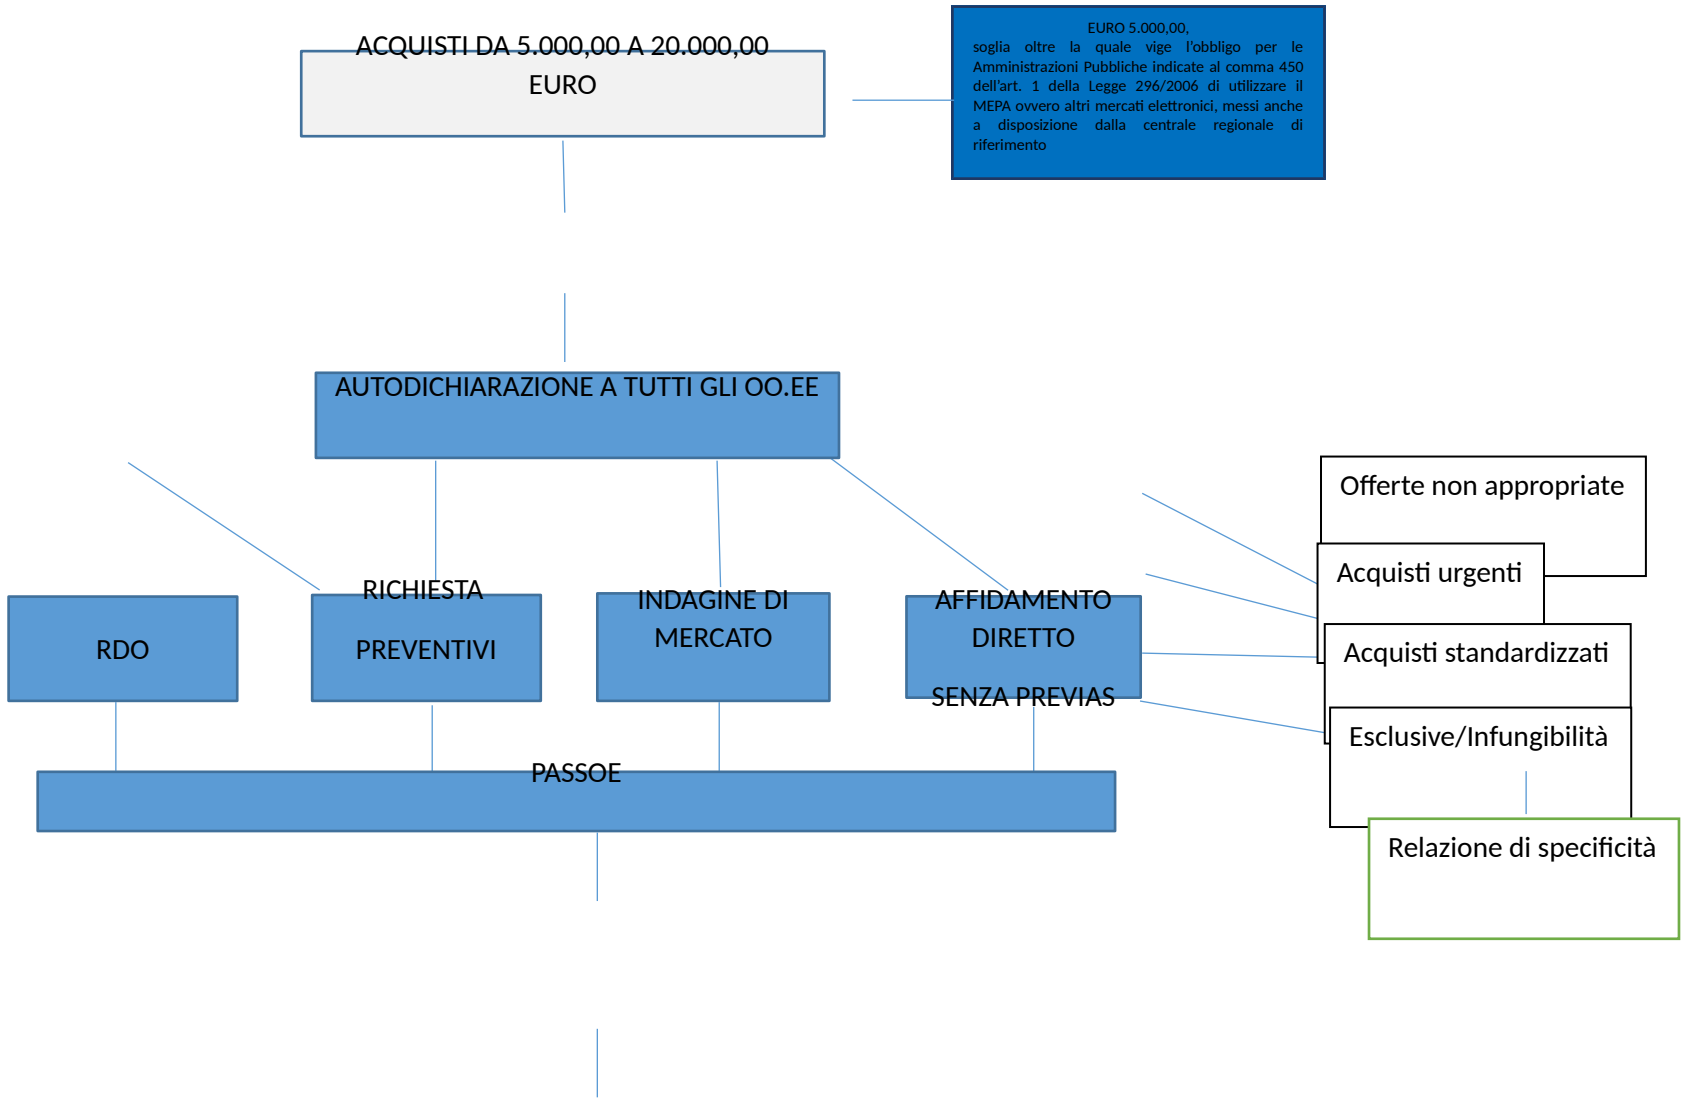 ACQUISTI DA 5.000,00 A 20.000,00
EURO
EURO 5.000,00,
soglia oltre la quale vige l'obbligo per le
Amministrazioni Pubbliche indicate al comma 450
dell'art. 1 della Legge 296/2006 di utilizzare il
MEPA ovvero altri mercati elettronici, messi anche
a disposizione dalla centrale regionale di
riferimento
AUTODICHIARAZIONE A TUTTI GLI OO.EE
RDO
RICHIESTA
PREVENTIVI
INDAGINE DI
MERCATO
AFFIDAMENTO
DIRETTO
SENZA PREVIAS
Offerte non appropriate
Acquisti urgenti
Acquisti standardizzati
Esclusive/Infungibilità
Relazione di specificità
PASSOE